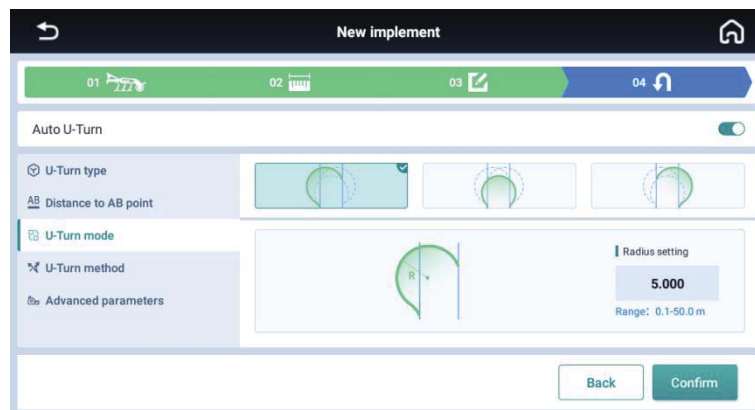 New implement
01
02
03
04
Auto U-Turn
U-Turn type
AB Distance to AB point
U-Turn mode
U-Turn method
Advanced parameters
R
Radius setting
5.000
Range: 0.1-50.0 m
Back
Confirm